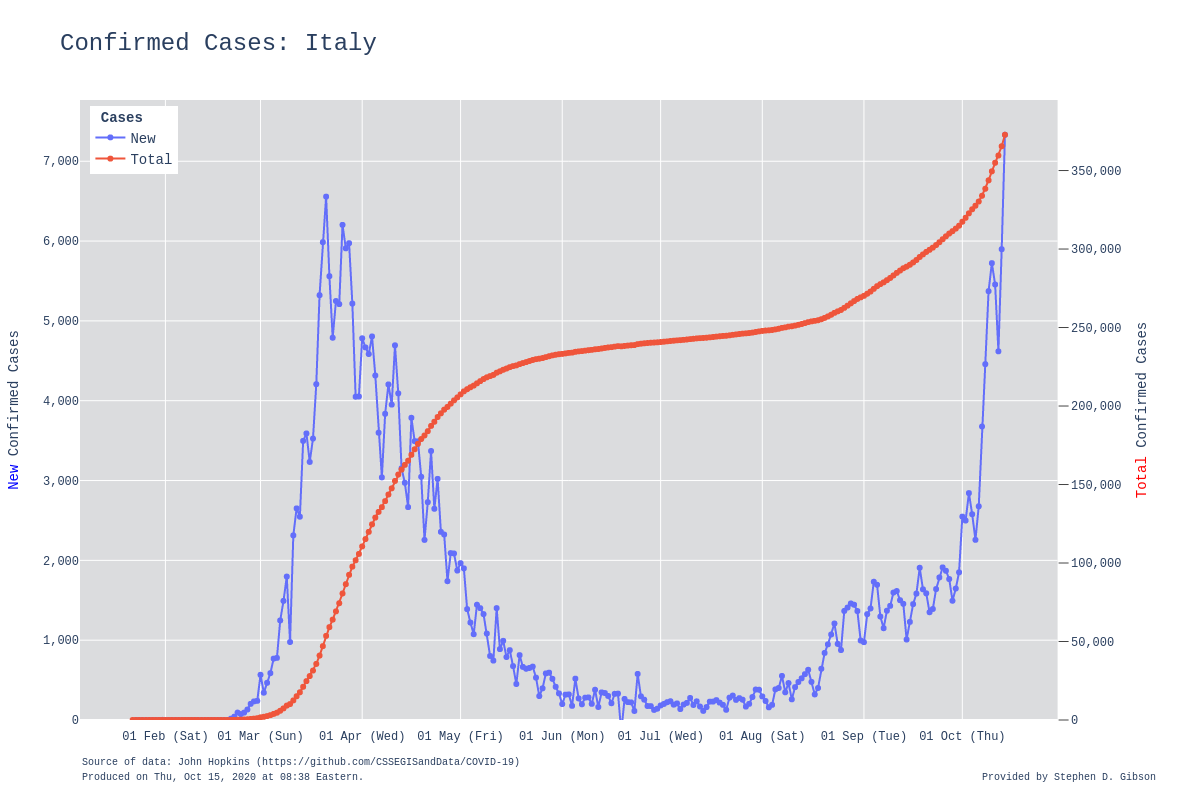 Confirmed Cases: Italy
Cases
New
Total
7,000
6,000
5,000
4,000
3,000
2,000
1,000
0
350,000
300,000
250,000
200,000
150,000
100,000
50,000
0
New Confirmed Cases
Total Confirmed Cases
01 Feb (Sat) 01 Mar (Sun) 01 Apr (Wed) 01 May (Fri) 01 Jun (Mon) 01 Jul (Wed) 01 Aug (Sat) 01 Sep (Tue) 01 Oct (Thu)
Source of data: John Hopkins (https://github.com/CSSEGISandData/COVID-19)
Produced on Thu, Oct 15, 2020 at 08:38 Eastern.
Provided by Stephen D. Gibson